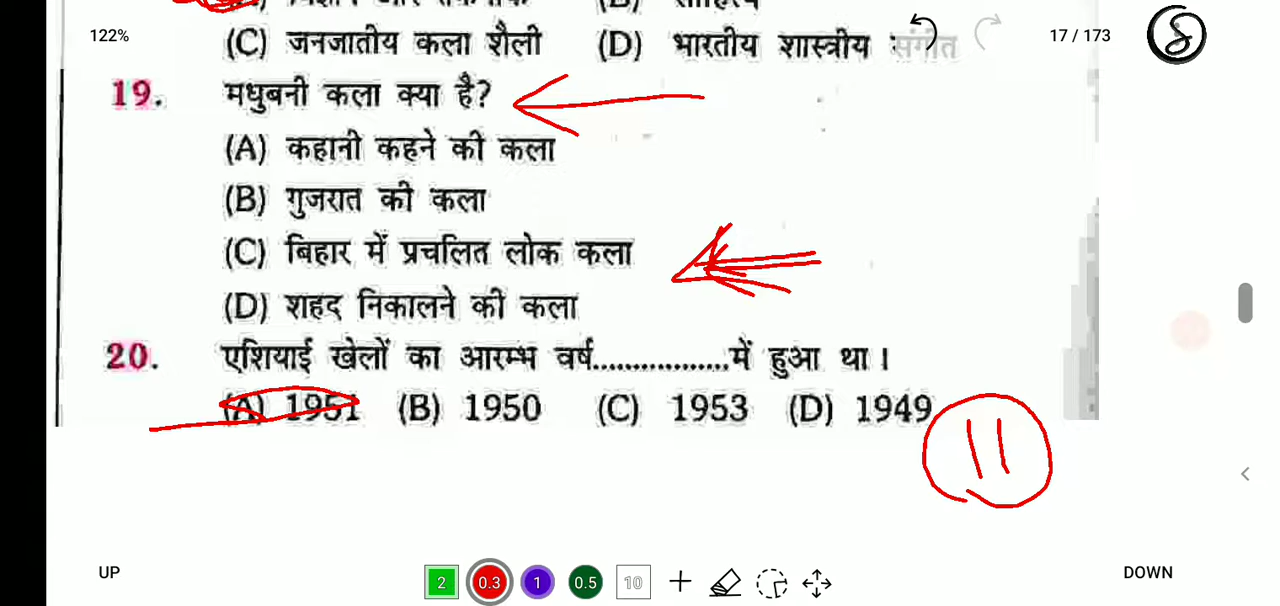 122%
(C) जनजातीय कला शैली (D) भारतीय शास्त्रीय संगीत
17 / 173
8
19. मधुबनी कला क्या है?
(A) कहानी कहने की कला
(B) गुजरात की कला
(C) बिहार में प्रचलित लोक कला
(D) शहद निकालने की कला
20. एशियाई खेलों का आरम्भ वर्ष.................में हुआ था।
(A) 1951 (B) 1950 (C) 1953 (D) 1949
11
UP
2 0.3 1 0.5 10
DOWN